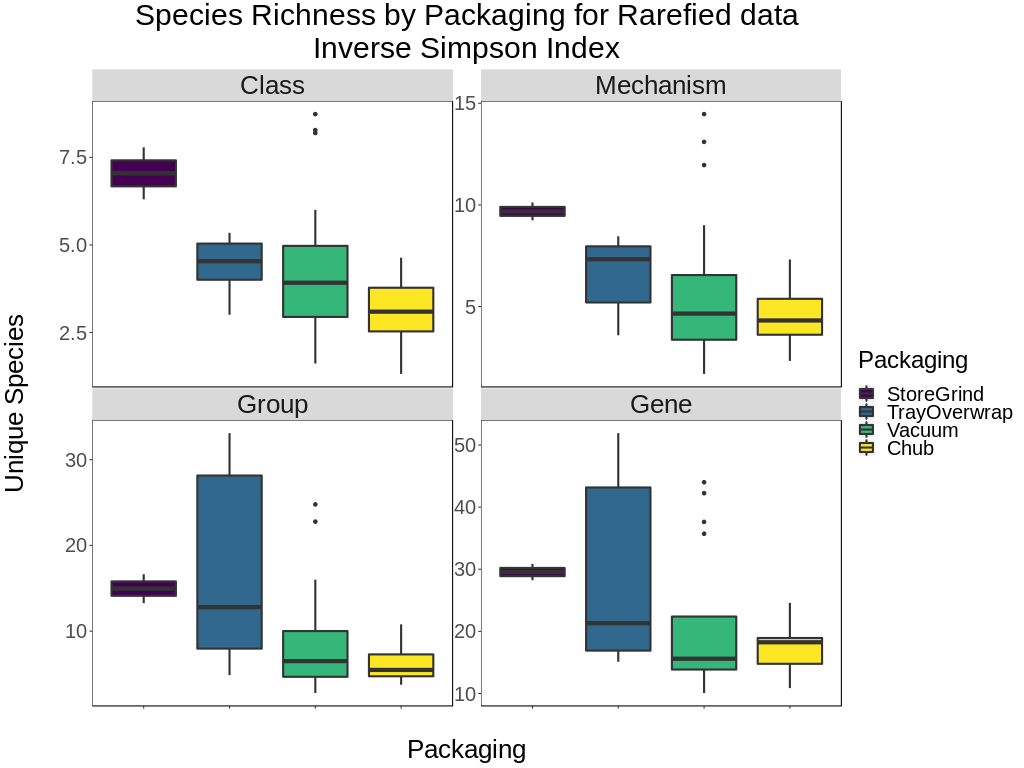 Species Richness by Packaging for Rarefied data
Inverse Simpson Index
Class
Mechanism
7.5
5.0
2.5
15
10
5
Group
Gene
30
20
10
50
40
30
20
10
Unique Species
Packaging
Packaging
StoreGrind
TrayOverwrap
Vacuum
Chub